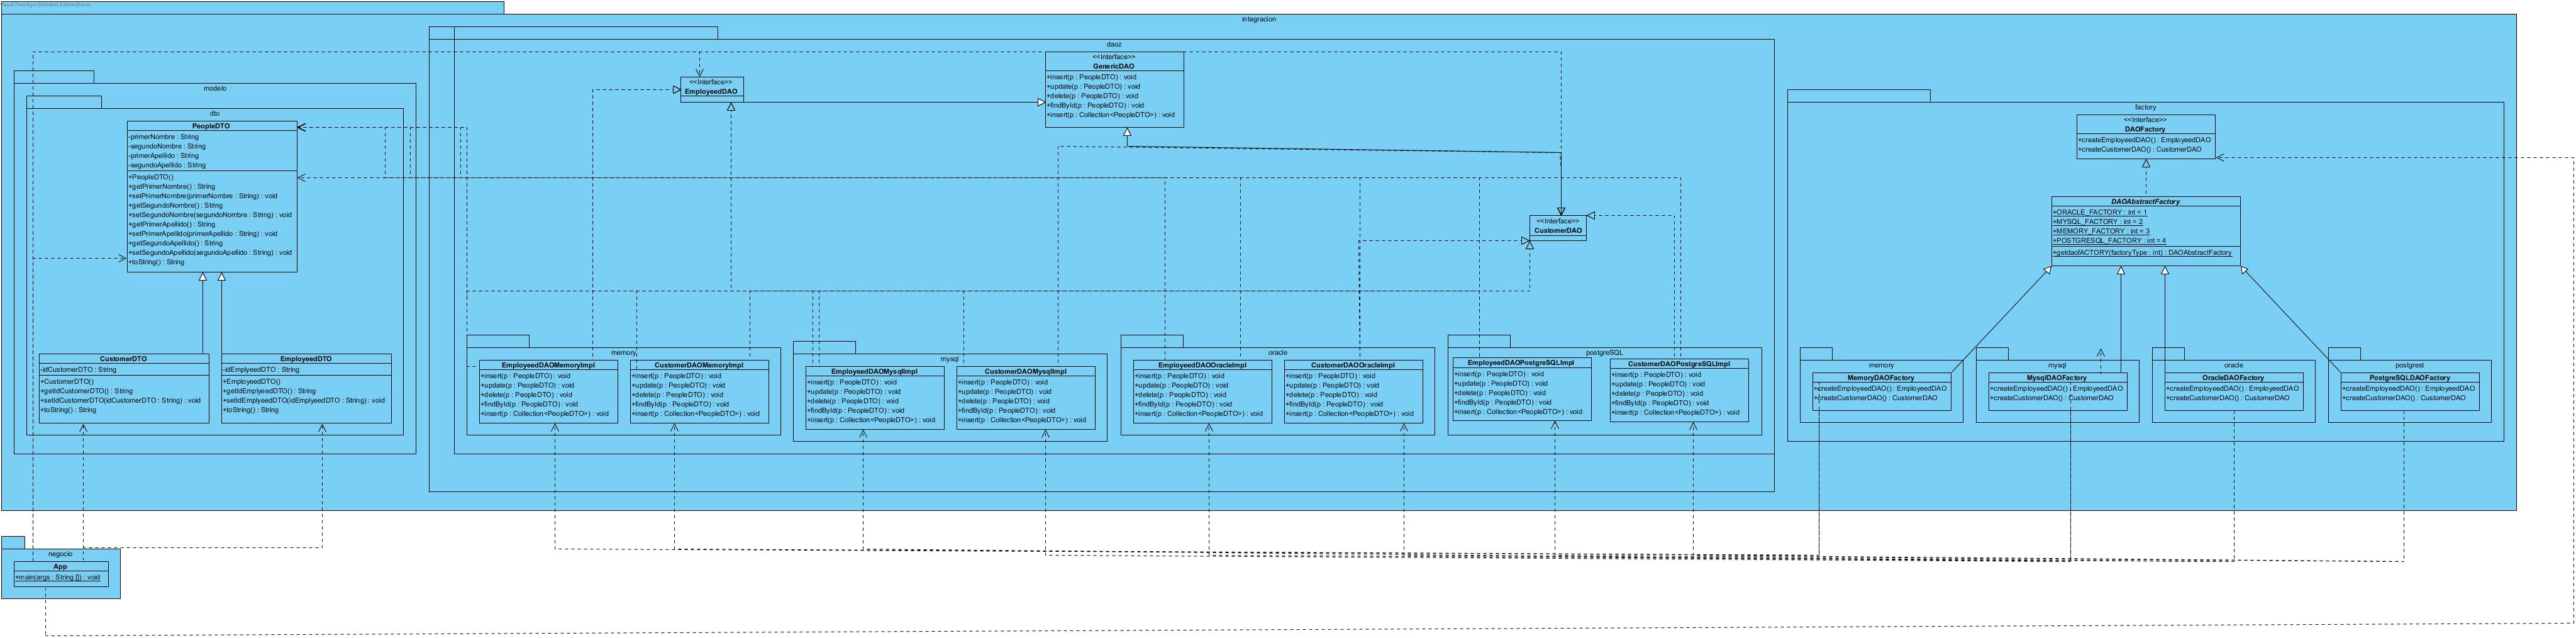 Visual Paradigm Standard Edition
integracion
daoz
modelo
dto
PeopleDTO
-primerNombre : String
-segundoNombre : String
-primerApellido : String
-segundoApellido : String
+PeopleDTO()
+getPrimerNombre() : String
+setPrimerNombre(primerNombre : String) : void
+getSegundoNombre() : String
+setSegundoNombre(segundoNombre : String) : void
+getPrimerApellido() : String
+setPrimerApellido(primerApellido : String) : void
+getSegundoApellido() : String
+setSegundoApellido(segundoApellido : String) : void
+toString() : String
CustomerDTO
-idCustomerDTO : String
+CustomerDTO()
+getIdCustomerDTO() : String
+setIdCustomerDTO(idCustomerDTO : String) : void
+toString() : String
EmployeedDTO
-idEmplyeedDTO : String
+EmployeedDTO()
+getIdEmplyeedDTO() : String
+setIdEmplyeedDTO(idEmplyeedDTO : String) : void
+toString() : String
<<Interface>>
EmployeedDAO
<<Interface>>
GenericDAO
+insert(p : PeopleDTO) : void
+update(p : PeopleDTO) : void
+delete(p : PeopleDTO) : void
+findById(p : PeopleDTO) : void
+insert(p : Collection<PeopleDTO>) : void
<<Interface>>
CustomerDAO
memory
EmployeedDAOMemoryImpl
+insert(p : PeopleDTO) : void
+update(p : PeopleDTO) : void
+delete(p : PeopleDTO) : void
+findById(p : PeopleDTO) : void
+insert(p : Collection<PeopleDTO>) : void
CustomerDAOMemoryImpl
+insert(p : PeopleDTO) : void
+update(p : PeopleDTO) : void
+delete(p : PeopleDTO) : void
+findById(p : PeopleDTO) : void
+insert(p : Collection<PeopleDTO>) : void
mysql
EmployeedDAOMysqlImpl
+insert(p : PeopleDTO) : void
+update(p : PeopleDTO) : void
+delete(p : PeopleDTO) : void
+findById(p : PeopleDTO) : void
+insert(p : Collection<PeopleDTO>) : void
CustomerDAOMysqlImpl
+insert(p : PeopleDTO) : void
+update(p : PeopleDTO) : void
+delete(p : PeopleDTO) : void
+findById(p : PeopleDTO) : void
+insert(p : Collection<PeopleDTO>) : void
oracle
EmployeedDAOOracleImpl
+insert(p : PeopleDTO) : void
+update(p : PeopleDTO) : void
+delete(p : PeopleDTO) : void
+findById(p : PeopleDTO) : void
+insert(p : Collection<PeopleDTO>) : void
CustomerDAOOracleImpl
+insert(p : PeopleDTO) : void
+update(p : PeopleDTO) : void
+delete(p : PeopleDTO) : void
+findById(p : PeopleDTO) : void
+insert(p : Collection<PeopleDTO>) : void
postgreSQL
EmployeedDAOPostgreSQLImpl
+insert(p : PeopleDTO) : void
+update(p : PeopleDTO) : void
+delete(p : PeopleDTO) : void
+findById(p : PeopleDTO) : void
+insert(p : Collection<PeopleDTO>) : void
CustomerDAOPostgreSQLImpl
+insert(p : PeopleDTO) : void
+update(p : PeopleDTO) : void
+delete(p : PeopleDTO) : void
+findById(p : PeopleDTO) : void
+insert(p : Collection<PeopleDTO>) : void
factory
<<Interface>>
DAOFactory
+createEmployeedDAO() : EmployeedDAO
+createCustomerDAO() : CustomerDAO
DAOAbstractFactory
+ORACLE_FACTORY : int = 1
+MYSQL_FACTORY : int = 2
+MEMORY_FACTORY : int = 3
+POSTGRESQL_FACTORY : int = 4
+getdaofACTORY(factoryType : int) : DAOAbstractFactory
memory
MemoryDAOFactory
+createEmployeedDAO() : EmployeedDAO
+createCustomerDAO() : CustomerDAO
mysql
MysqlDAOFactory
+createEmployeedDAO() : EmployeedDAO
+createCustomerDAO() : CustomerDAO
oracle
OracleDAOFactory
+createEmployeedDAO() : EmployeedDAO
+createCustomerDAO() : CustomerDAO
postgrest
PostgreSQLDAOFactory
+createEmployeedDAO() : EmployeedDAO
+createCustomerDAO() : CustomerDAO
negocio
App
+main(args : String []) : void